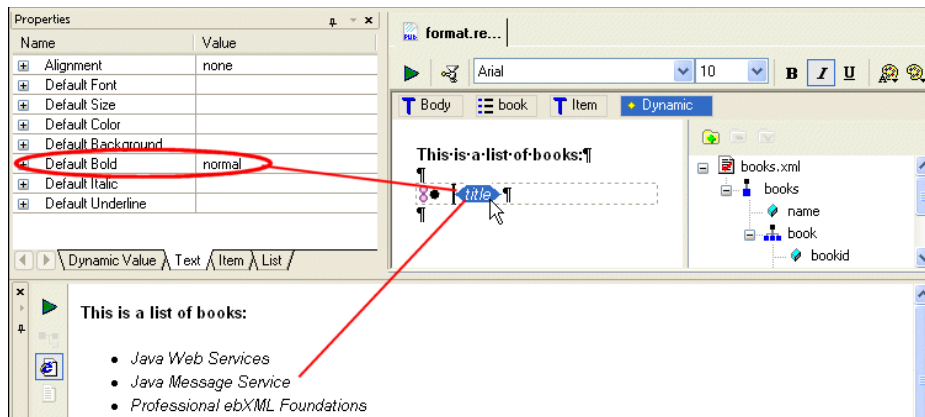 Properties
Name Value
Alignment none
Default Font
Default Size
Default Color
Default Background
Default Bold normal
Default Italic
Default Underline
Dynamic Value Text Item List
format.re...
Arial 10 B I U
Body book Item Dynamic
This·is·a·list·of·books:¶
¶
title ¶
¶
books.xml
books
name
book
bookid
This is a list of books:
• Java Web Services
• Java Message Service
• Professional ebXML Foundations